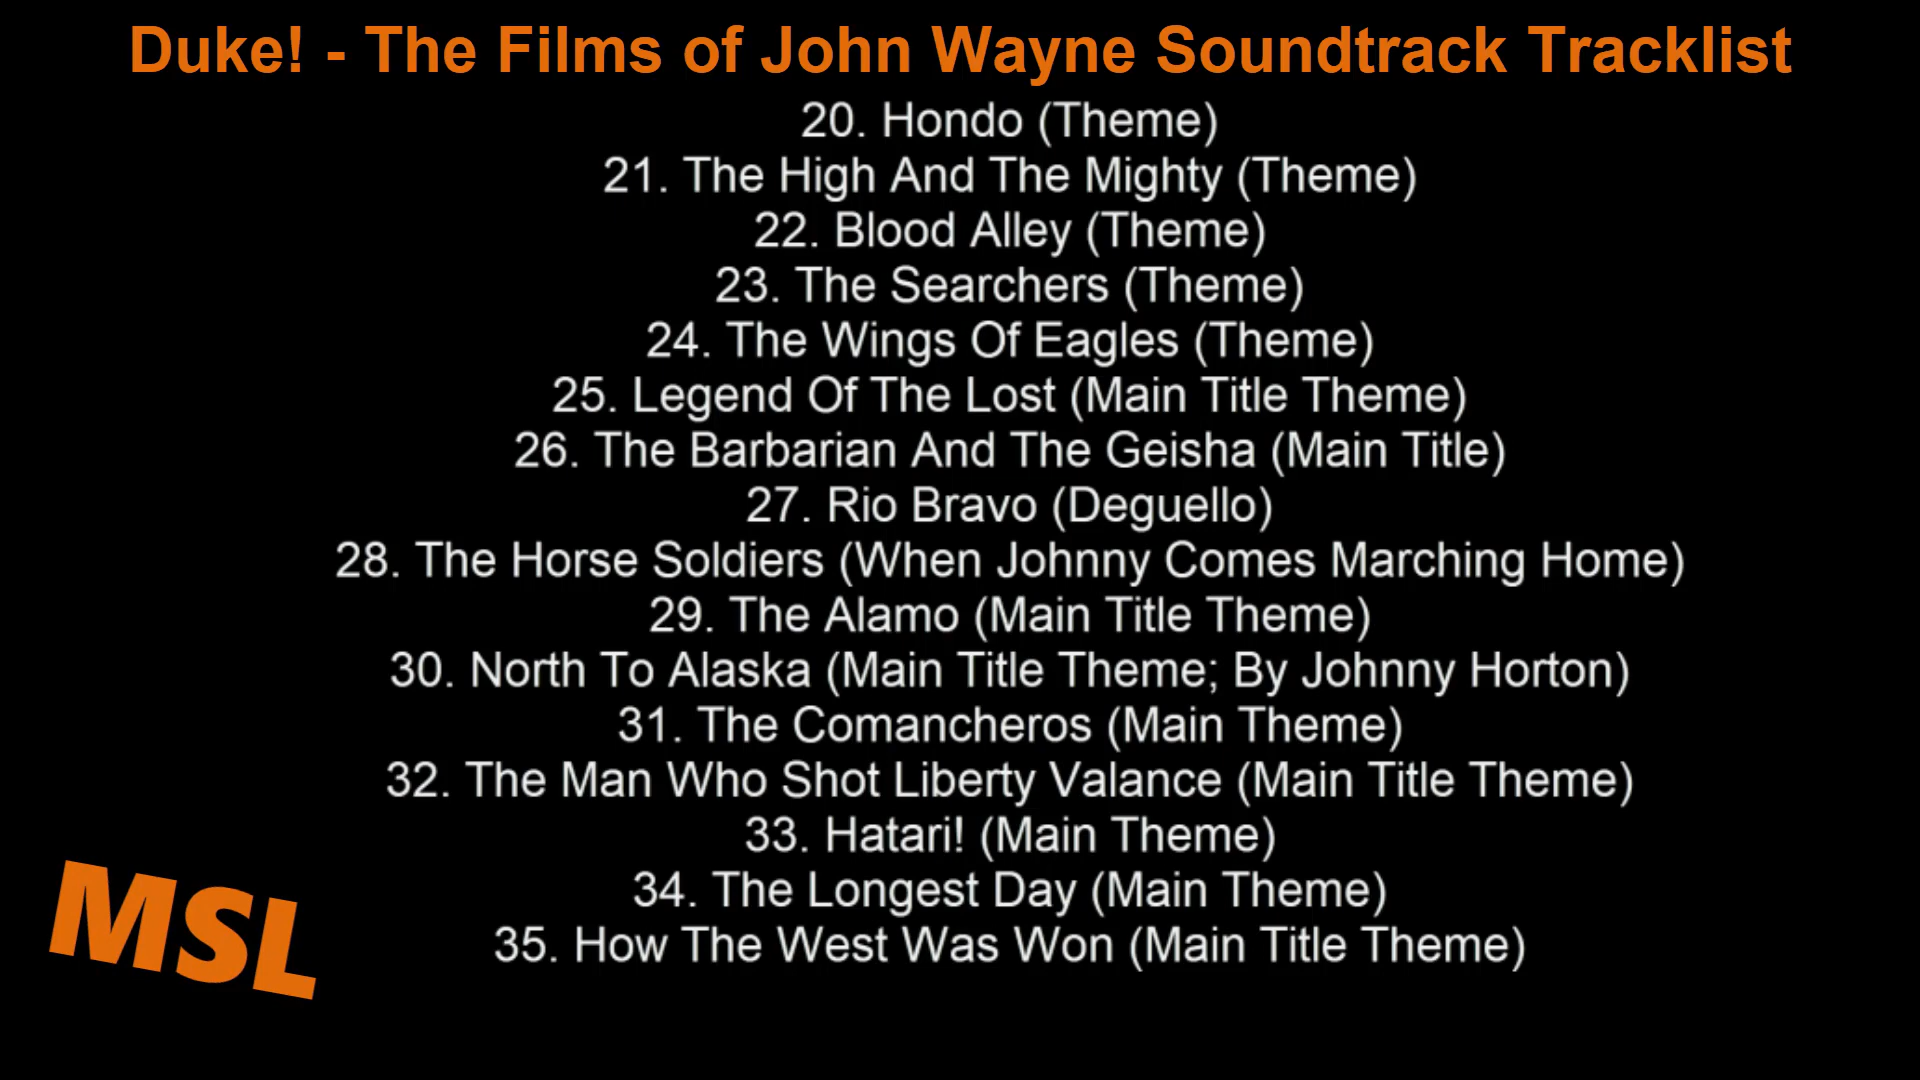 Duke! - The Films of John Wayne Soundtrack Tracklist
20. Hondo (Theme)
21. The High And The Mighty (Theme)
22. Blood Alley (Theme)
23. The Searchers (Theme)
24. The Wings Of Eagles (Theme)
25. Legend Of The Lost (Main Title Theme)
26. The Barbarian And The Geisha (Main Title)
27. Rio Bravo (Deguello)
28. The Horse Soldiers (When Johnny Comes Marching Home)
29. The Alamo (Main Title Theme)
30. North To Alaska (Main Title Theme; By Johnny Horton)
31. The Comancheros (Main Theme)
32. The Man Who Shot Liberty Valance (Main Title Theme)
33. Hatari! (Main Theme)
34. The Longest Day (Main Theme)
35. How The West Was Won (Main Title Theme)
MSL